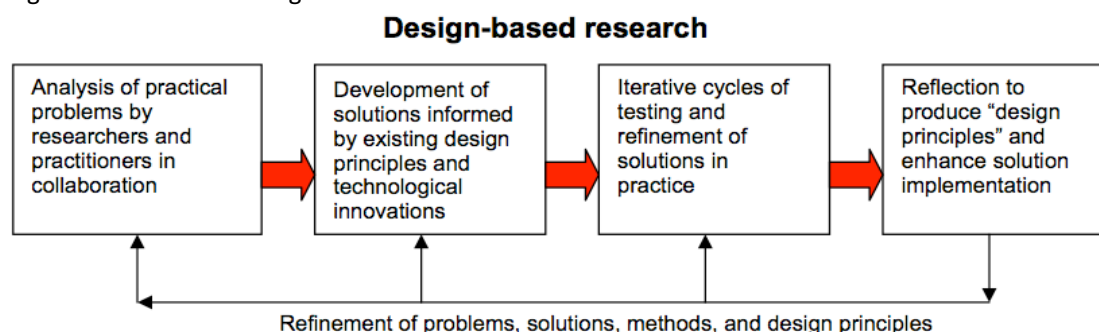 Design-based research
Analysis of practical
problems by
researchers and
practitioners in
collaboration
Development of
solutions informed
by existing design
principles and
technological
innovations
Iterative cycles of
testing and
refinement of
solutions in
practice
Reflection to
produce “design
principles” and
enhance solution
implementation
Refinement of problems, solutions, methods, and design principles